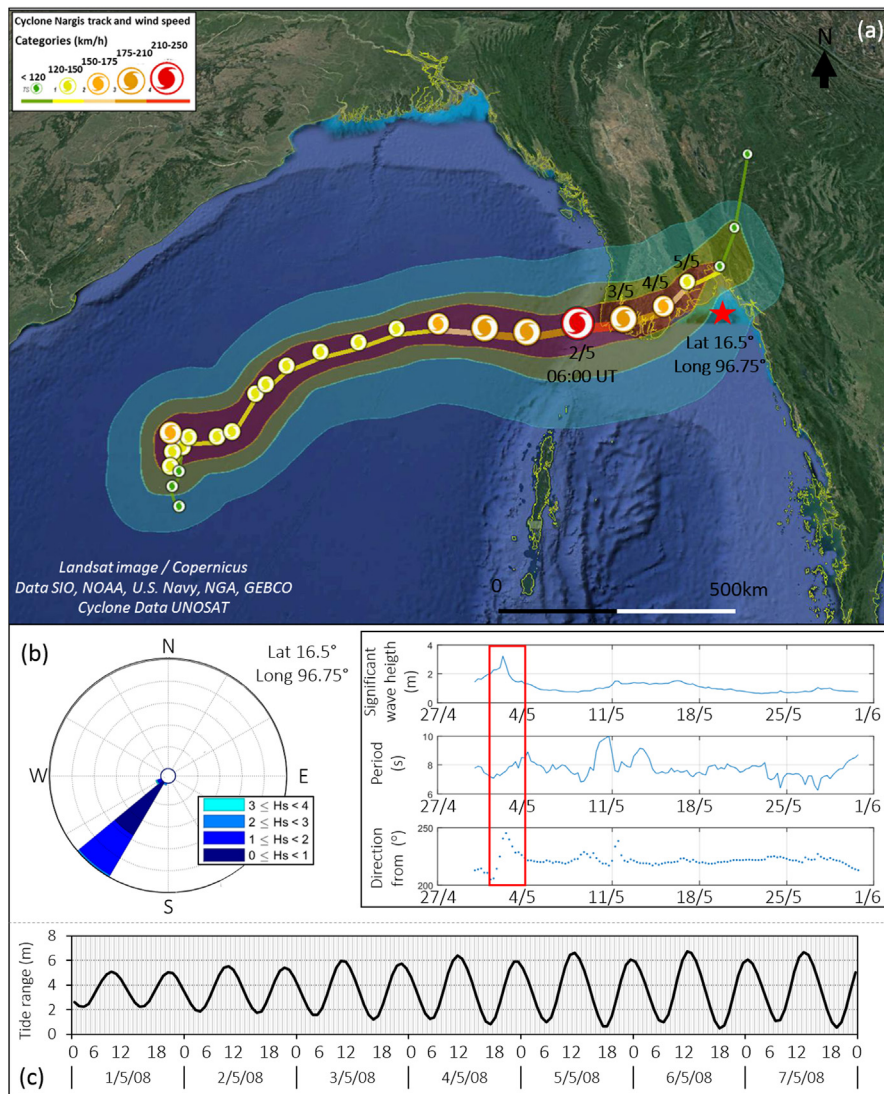 Cyclone Nargis track and wind speed
Categories (km/h)
< 120
120-150
150-175
175-210
210-250
TS
1
2
3
4
(a)
N
5/5
4/5
3/5
2/5
06:00 UT
Lat 16.5°
Long 96.75°
Landsat image / Copernicus
Data SIO, NOAA, U.S. Navy, NGA, GEBCO
Cyclone Data UNOSAT
0
500km
(b)
Lat 16.5°
Long 96.75°
N
W
E
S
3 ≤ Hs < 4
2 ≤ Hs < 3
1 ≤ Hs < 2
0 ≤ Hs < 1
Significant
wave heigth
(m)
4
2
0
27/4 4/5 11/5 18/5 25/5 1/6
Period
(s)
10
8
6
27/4 4/5 11/5 18/5 25/5 1/6
Direction
from (°)
250
200
27/4 4/5 11/5 18/5 25/5 1/6
Tide range (m)
8
6
4
2
0
0 6 12 18 0 6 12 18 0 6 12 18 0 6 12 18 0 6 12 18 0 6 12 18 0 6 12 18 0
1/5/08 2/5/08 3/5/08 4/5/08 5/5/08 6/5/08 7/5/08
(c)